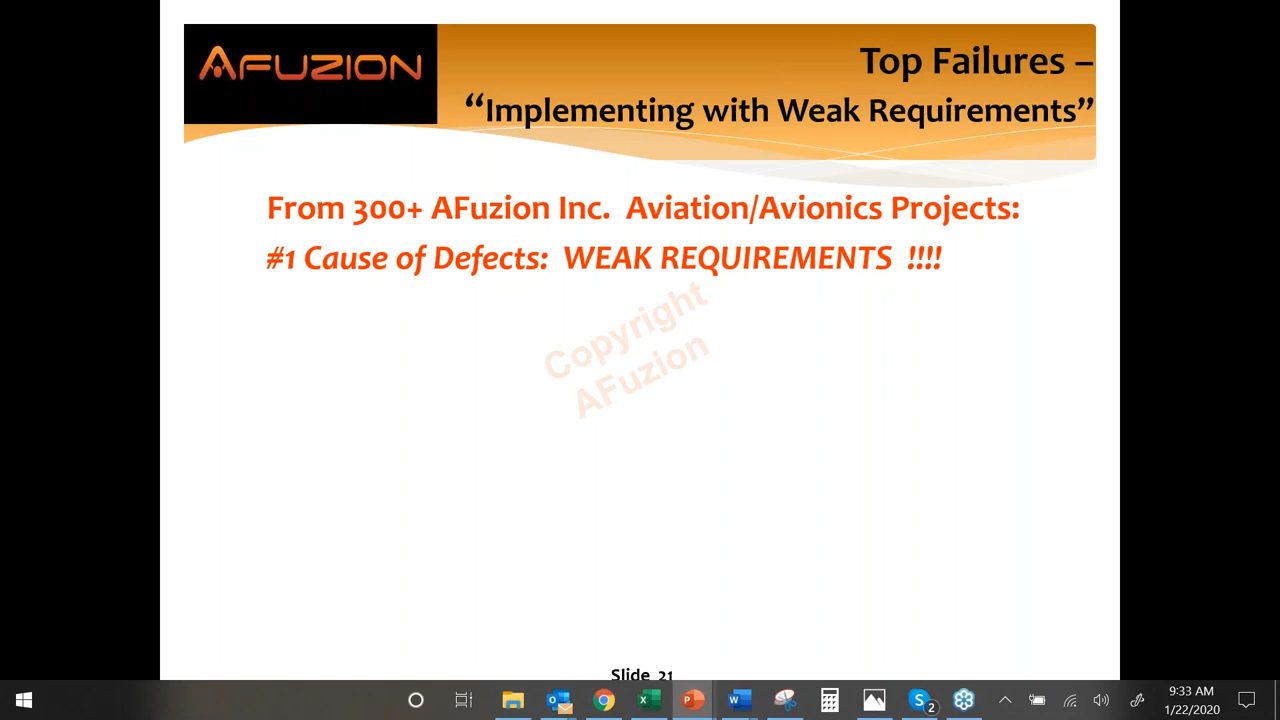 AFUZION
Top Failures –
“Implementing with Weak Requirements”
From 300+ AFuzion Inc. Aviation/Avionics Projects:
#1 Cause of Defects: WEAK REQUIREMENTS !!!!
Copyright
AFuzion
Slide 21
2
9:33 AM
1/22/2020